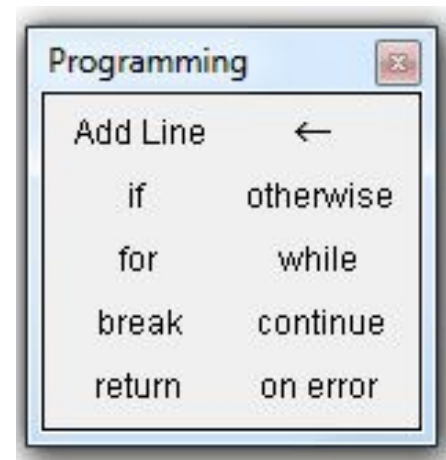 Programming
Add Line ←
if otherwise
for while
break continue
return on error